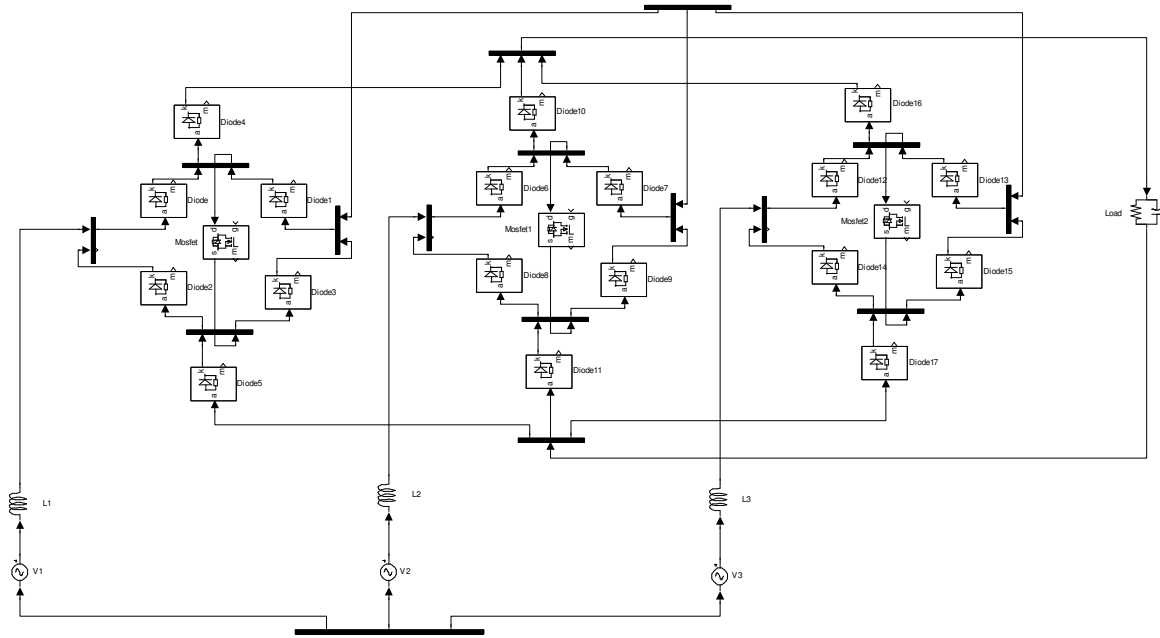 Diode4
k m a
Diode10
k m a
Diode16
k m a
Diode
k m a
Diode1
k m a
Diode6
k m a
Diode7
k m a
Diode12
k m a
Diode13
k m a
Mosfet
d g s m
Mosfet1
d g s m
Mosfet2
d g s m
Load
Diode2
k m a
Diode3
k m a
Diode8
k m a
Diode9
k m a
Diode14
k m a
Diode15
k m a
Diode5
k m a
Diode11
k m a
Diode17
k m a
L1
L2
L3
V1
V2
V3